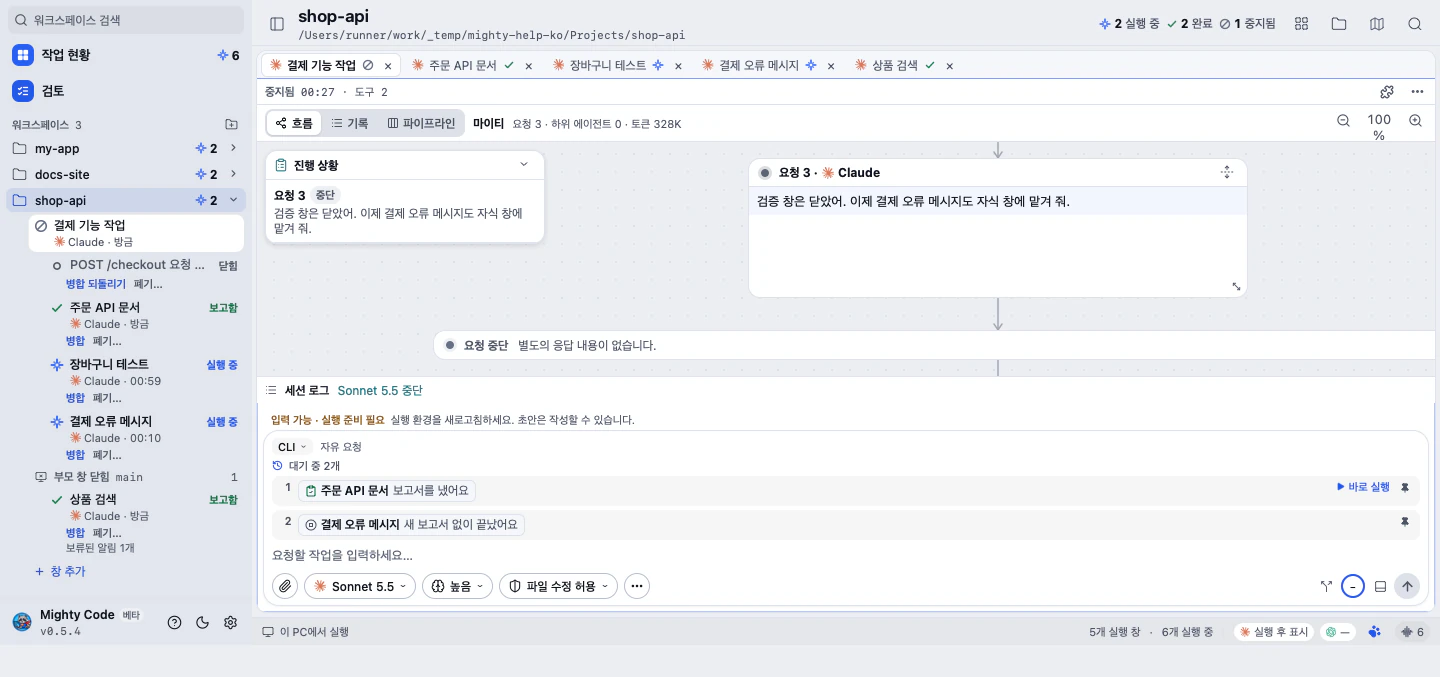 워크스페이스 검색
작업 현황 6
검토
워크스페이스 3
my-app 2
docs-site 2
shop-api 2
결제 기능 작업
Claude · 방금
POST /checkout 요청 ... 닫힘
병합 되돌리기 폐기...
주문 API 문서 보고함
Claude · 방금
병합 폐기...
장바구니 테스트 실행 중
Claude · 00:59
병합 폐기...
결제 오류 메시지 실행 중
Claude · 00:10
병합 폐기...
부모 창 닫힘 main 1
상품 검색 보고함
Claude · 방금
병합 폐기...
보류된 알림 1개
+ 창 추가
Mighty Code 베타
v0.5.4
shop-api
/Users/runner/work/_temp/mighty-help-ko/Projects/shop-api
2 실행 중 2 완료 1 중지됨
결제 기능 작업 × 주문 API 문서 × 장바구니 테스트 × 결제 오류 메시지 × 상품 검색 ×
중지됨 00:27 · 도구 2
흐름 기록 파이프라인 마이티 요청 3 · 하위 에이전트 0 · 토큰 328K
100
%
진행 상황
요청 3 중단
검증 창은 닫았어. 이제 결제 오류 메시지도 자식 창에
맡겨 줘.
요청 3 · Claude
검증 창은 닫았어. 이제 결제 오류 메시지도 자식 창에 맡겨 줘.
요청 중단 별도의 응답 내용이 없습니다.
세션 로그 Sonnet 5.5 중단
입력 가능 · 실행 준비 필요 실행 환경을 새로고침하세요. 초안은 작성할 수 있습니다.
CLI 자유 요청
대기 중 2개
1 주문 API 문서 보고서를 냈어요 바로 실행
2 결제 오류 메시지 새 보고서 없이 끝났어요
요청할 작업을 입력하세요...
Sonnet 5.5 높음 파일 수정 허용
이 PC에서 실행
5개 실행 창 · 6개 실행 중 실행 후 표시 — 6